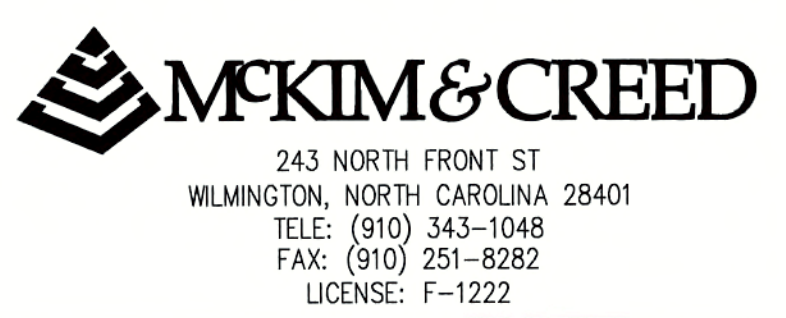 McKIM & CREED
243 NORTH FRONT ST
WILMINGTON, NORTH CAROLINA 28401
TELE: (910) 343-1048
FAX: (910) 251-8282
LICENSE: F-1222